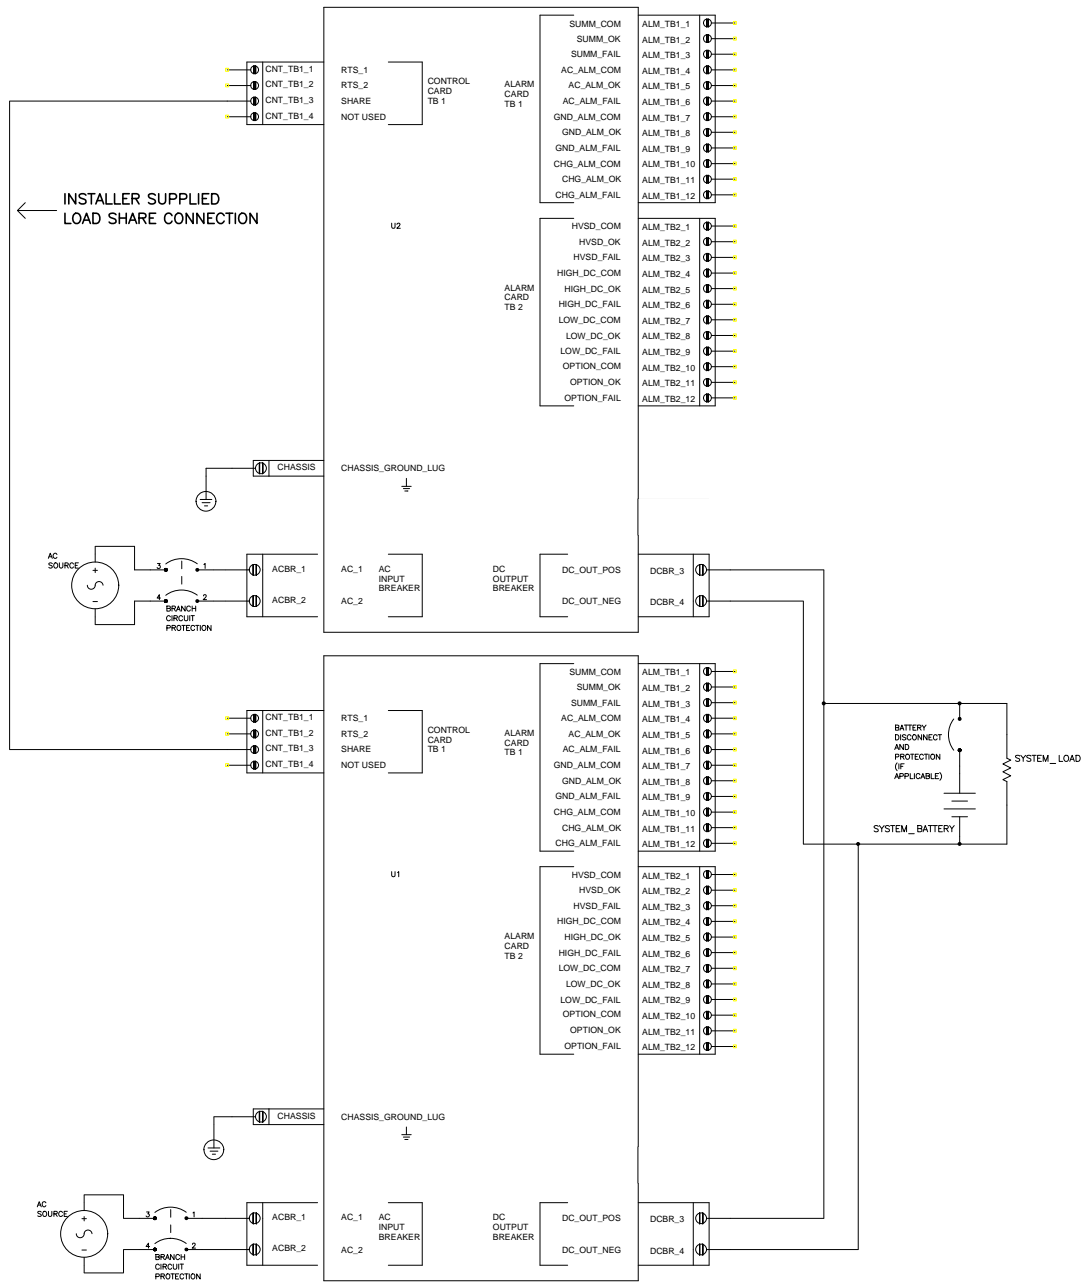 SUMM_COM ALM_TB1_1
SUMM_OK ALM_TB1_2
SUMM_FAIL ALM_TB1_3
CNT_TB1_1 RTS_1 AC_ALM_COM ALM_TB1_4
CNT_TB1_2 RTS_2 CONTROL CARD TB 1 ALARM CARD TB 1 AC_ALM_OK ALM_TB1_5
CNT_TB1_3 SHARE AC_ALM_FAIL ALM_TB1_6
CNT_TB1_4 NOT USED GND_ALM_COM ALM_TB1_7
GND_ALM_OK ALM_TB1_8
GND_ALM_FAIL ALM_TB1_9
CHG_ALM_COM ALM_TB1_10
CHG_ALM_OK ALM_TB1_11
CHG_ALM_FAIL ALM_TB1_12
INSTALLER SUPPLIED
LOAD SHARE CONNECTION
U2
HVSD_COM ALM_TB2_1
HVSD_OK ALM_TB2_2
HVSD_FAIL ALM_TB2_3
HIGH_DC_COM ALM_TB2_4
ALARM CARD TB 2 HIGH_DC_OK ALM_TB2_5
HIGH_DC_FAIL ALM_TB2_6
LOW_DC_COM ALM_TB2_7
LOW_DC_OK ALM_TB2_8
LOW_DC_FAIL ALM_TB2_9
OPTION_COM ALM_TB2_10
OPTION_OK ALM_TB2_11
OPTION_FAIL ALM_TB2_12
CHASSIS CHASSIS_GROUND_LUG
AC
SOURCE
+
−
3 1
4 2
BRANCH
CIRCUIT
PROTECTION
ACBR_1 AC_1
ACBR_2 AC_2
AC
INPUT
BREAKER
DC
OUTPUT
BREAKER
DC_OUT_POS DCBR_3
DC_OUT_NEG DCBR_4
SUMM_COM ALM_TB1_1
SUMM_OK ALM_TB1_2
SUMM_FAIL ALM_TB1_3
CNT_TB1_1 RTS_1 AC_ALM_COM ALM_TB1_4
CNT_TB1_2 RTS_2 CONTROL CARD TB 1 ALARM CARD TB 1 AC_ALM_OK ALM_TB1_5
CNT_TB1_3 SHARE AC_ALM_FAIL ALM_TB1_6
CNT_TB1_4 NOT USED GND_ALM_COM ALM_TB1_7
GND_ALM_OK ALM_TB1_8
GND_ALM_FAIL ALM_TB1_9
CHG_ALM_COM ALM_TB1_10
CHG_ALM_OK ALM_TB1_11
CHG_ALM_FAIL ALM_TB1_12
BATTERY
DISCONNECT
AND
PROTECTION
(IF
APPLICABLE)
SYSTEM_LOAD
SYSTEM_BATTERY
U1
HVSD_COM ALM_TB2_1
HVSD_OK ALM_TB2_2
HVSD_FAIL ALM_TB2_3
HIGH_DC_COM ALM_TB2_4
ALARM CARD TB 2 HIGH_DC_OK ALM_TB2_5
HIGH_DC_FAIL ALM_TB2_6
LOW_DC_COM ALM_TB2_7
LOW_DC_OK ALM_TB2_8
LOW_DC_FAIL ALM_TB2_9
OPTION_COM ALM_TB2_10
OPTION_OK ALM_TB2_11
OPTION_FAIL ALM_TB2_12
CHASSIS CHASSIS_GROUND_LUG
AC
SOURCE
+
−
3 1
4 2
BRANCH
CIRCUIT
PROTECTION
ACBR_1 AC_1
ACBR_2 AC_2
AC
INPUT
BREAKER
DC
OUTPUT
BREAKER
DC_OUT_POS DCBR_3
DC_OUT_NEG DCBR_4